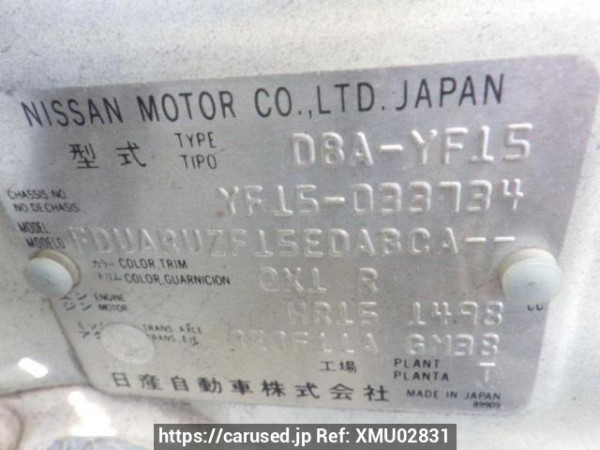 NISSAN MOTOR CO.,LTD. JAPAN
型式 TYPE TIPO DBA-YF15
CHASSIS NO NO. DECHASIS YF15-033734
MODEL MODELO FDUARUZF15EDABCA--
カラー COLOR, TRIM
トリム COLOR, GUARNICION QX1 R
エンジン ENGINE MOTOR HR15 1498 CC
TRANS. AXLE TRANS. EJE GM38
工場 PLANT PLANTA T
日産自動車株式会社 MADE IN JAPAN
89909
https://carused.jp Ref: XMU02831